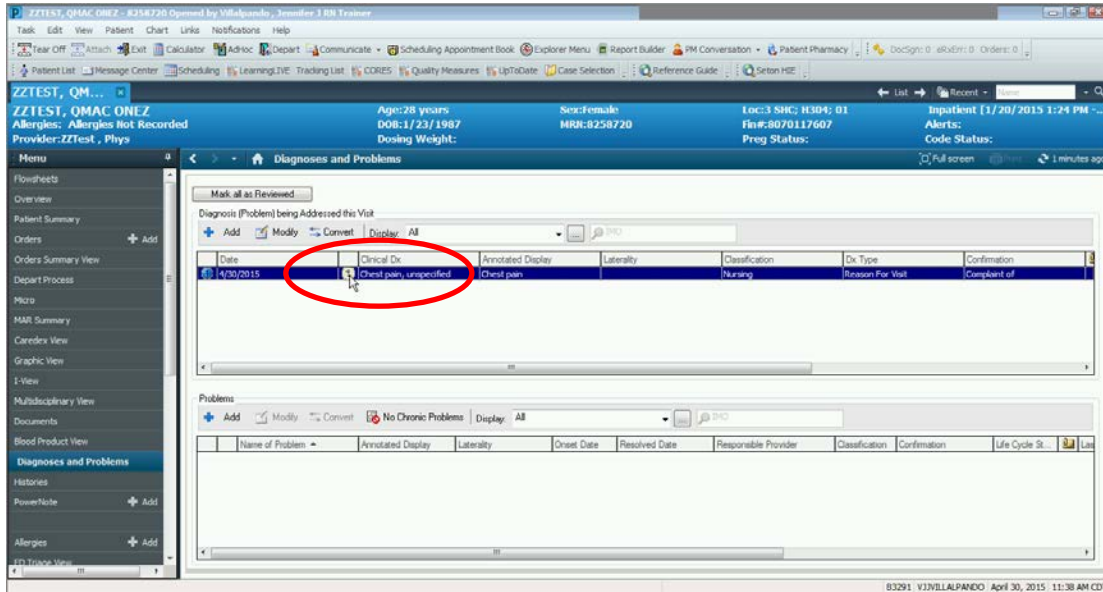 P ZZTEST, QMAC ONEZ - 8258720 Opened by Villalpando , Jennifer J RN Trainer
Task Edit View Patient Chart Links Notifications Help
Tear Off Attach Exit Calculator AdHoc Depart Communicate Scheduling Appointment Book Explorer Menu Report Builder PM Conversation Patient Pharmacy DocSgn: 0 eRxErr: 0 Orders: 0
Patient List Message Center Scheduling LearningLIVE Tracking List CORES Quality Measures UpToDate Case Selection Reference Guide Seton HIE
ZZTEST, QM... List Recent Name
ZZTEST, QMAC ONEZ Age:28 years Sex:Female Loc:3 SHC; H304; 01 Inpatient [1/20/2015 1:24 PM -...
Allergies: Allergies Not Recorded DOB:1/23/1987 MRN:8258720 Fin#:8070117607 Alerts:
Provider:ZZTest , Phys Dosing Weight: Preg Status: Code Status:
Menu Diagnoses and Problems Full screen Print 1 minutes ago
Flowsheets
Overview
Patient Summary
Orders Add
Orders Summary View
Depart Process
Micro
MAR Summary
Caredex View
Graphic View
I-View
Multidisciplinary View
Documents
Blood Product View
Diagnoses and Problems
Histories
PowerNote Add
Allergies Add
ED Triage View
Mark all as Reviewed
Diagnosis (Problem) being Addressed this Visit
Add Modify Convert Display: All ... IMO
Date Clinical Dx Annotated Display Laterality Classification Dx Type Confirmation
4/30/2015 Chest pain, unspecified Chest pain Nursing Reason For Visit Complaint of
Problems
Add Modify Convert No Chronic Problems Display: All ... IMO
Name of Problem Annotated Display Laterality Onset Date Resolved Date Responsible Provider Classification Confirmation Life Cycle St... Las
83291 VJJVILLALPANDO April 30, 2015 11:38 AM CD